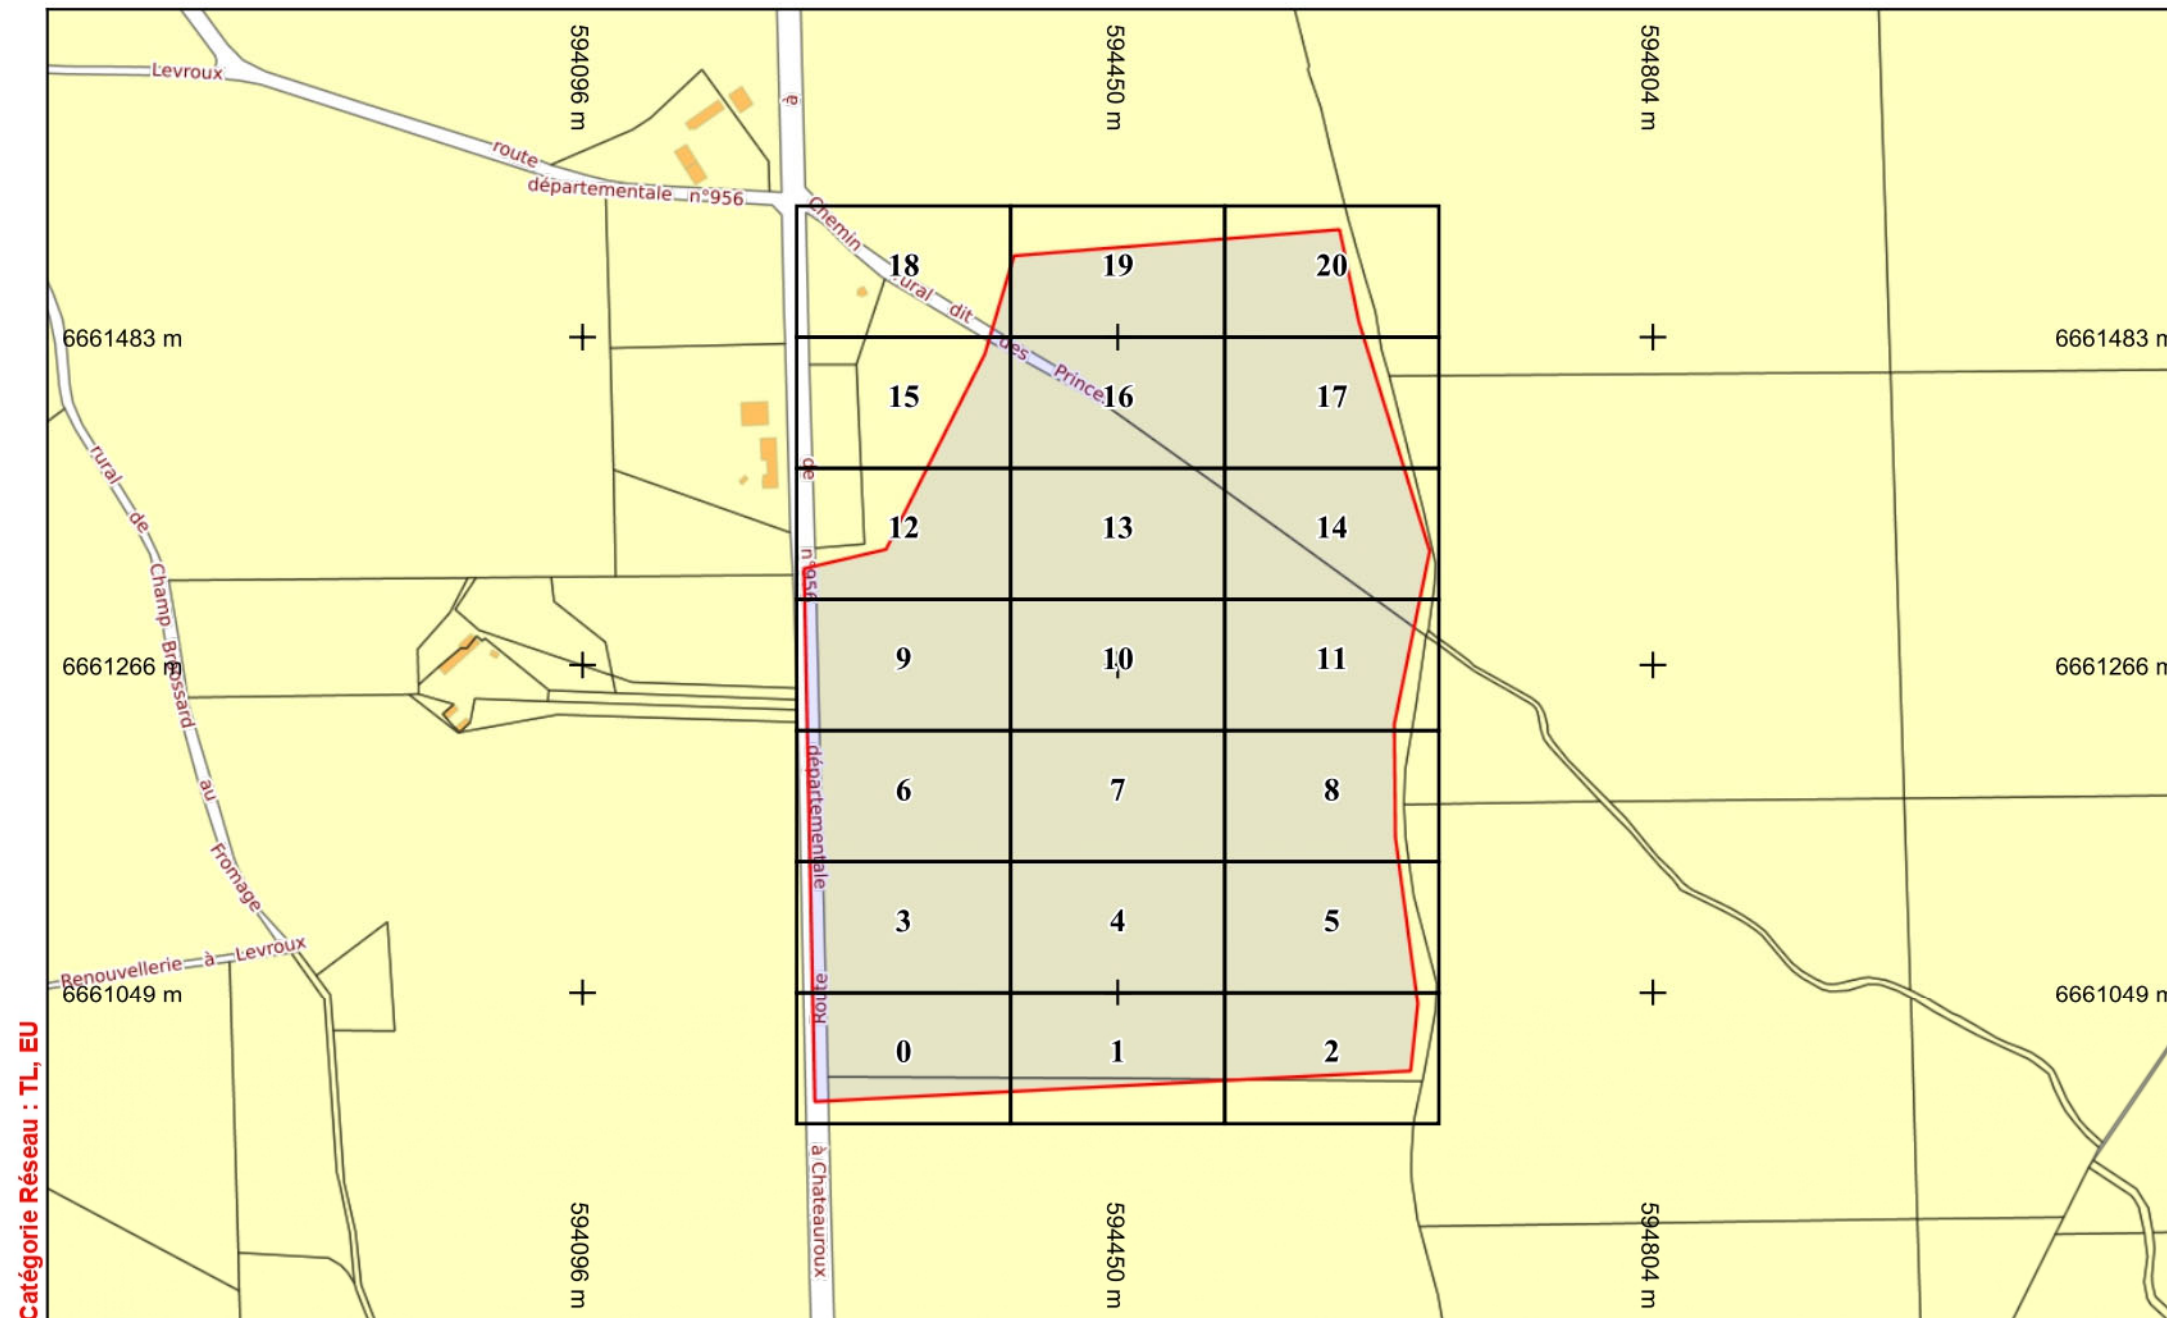 594096 m
594450 m
594804 m
Levroux
à
route
départementale n°956
Chemin
rural dit
des
18
19
20
6661483 m
6661483 m
Prince
15
16
17
rural
de
de
12
13
14
n°956
Champ Brossard
6661266 m
9
10
11
6661266 m
départementale
6
7
8
au
Fromage
3
4
5
Renouvellerie à Levroux
6661049 m
Route
6661049 m
0
1
2
Catégorie Réseau : TL, EU
à Chateauroux
594096 m
594450 m
594804 m